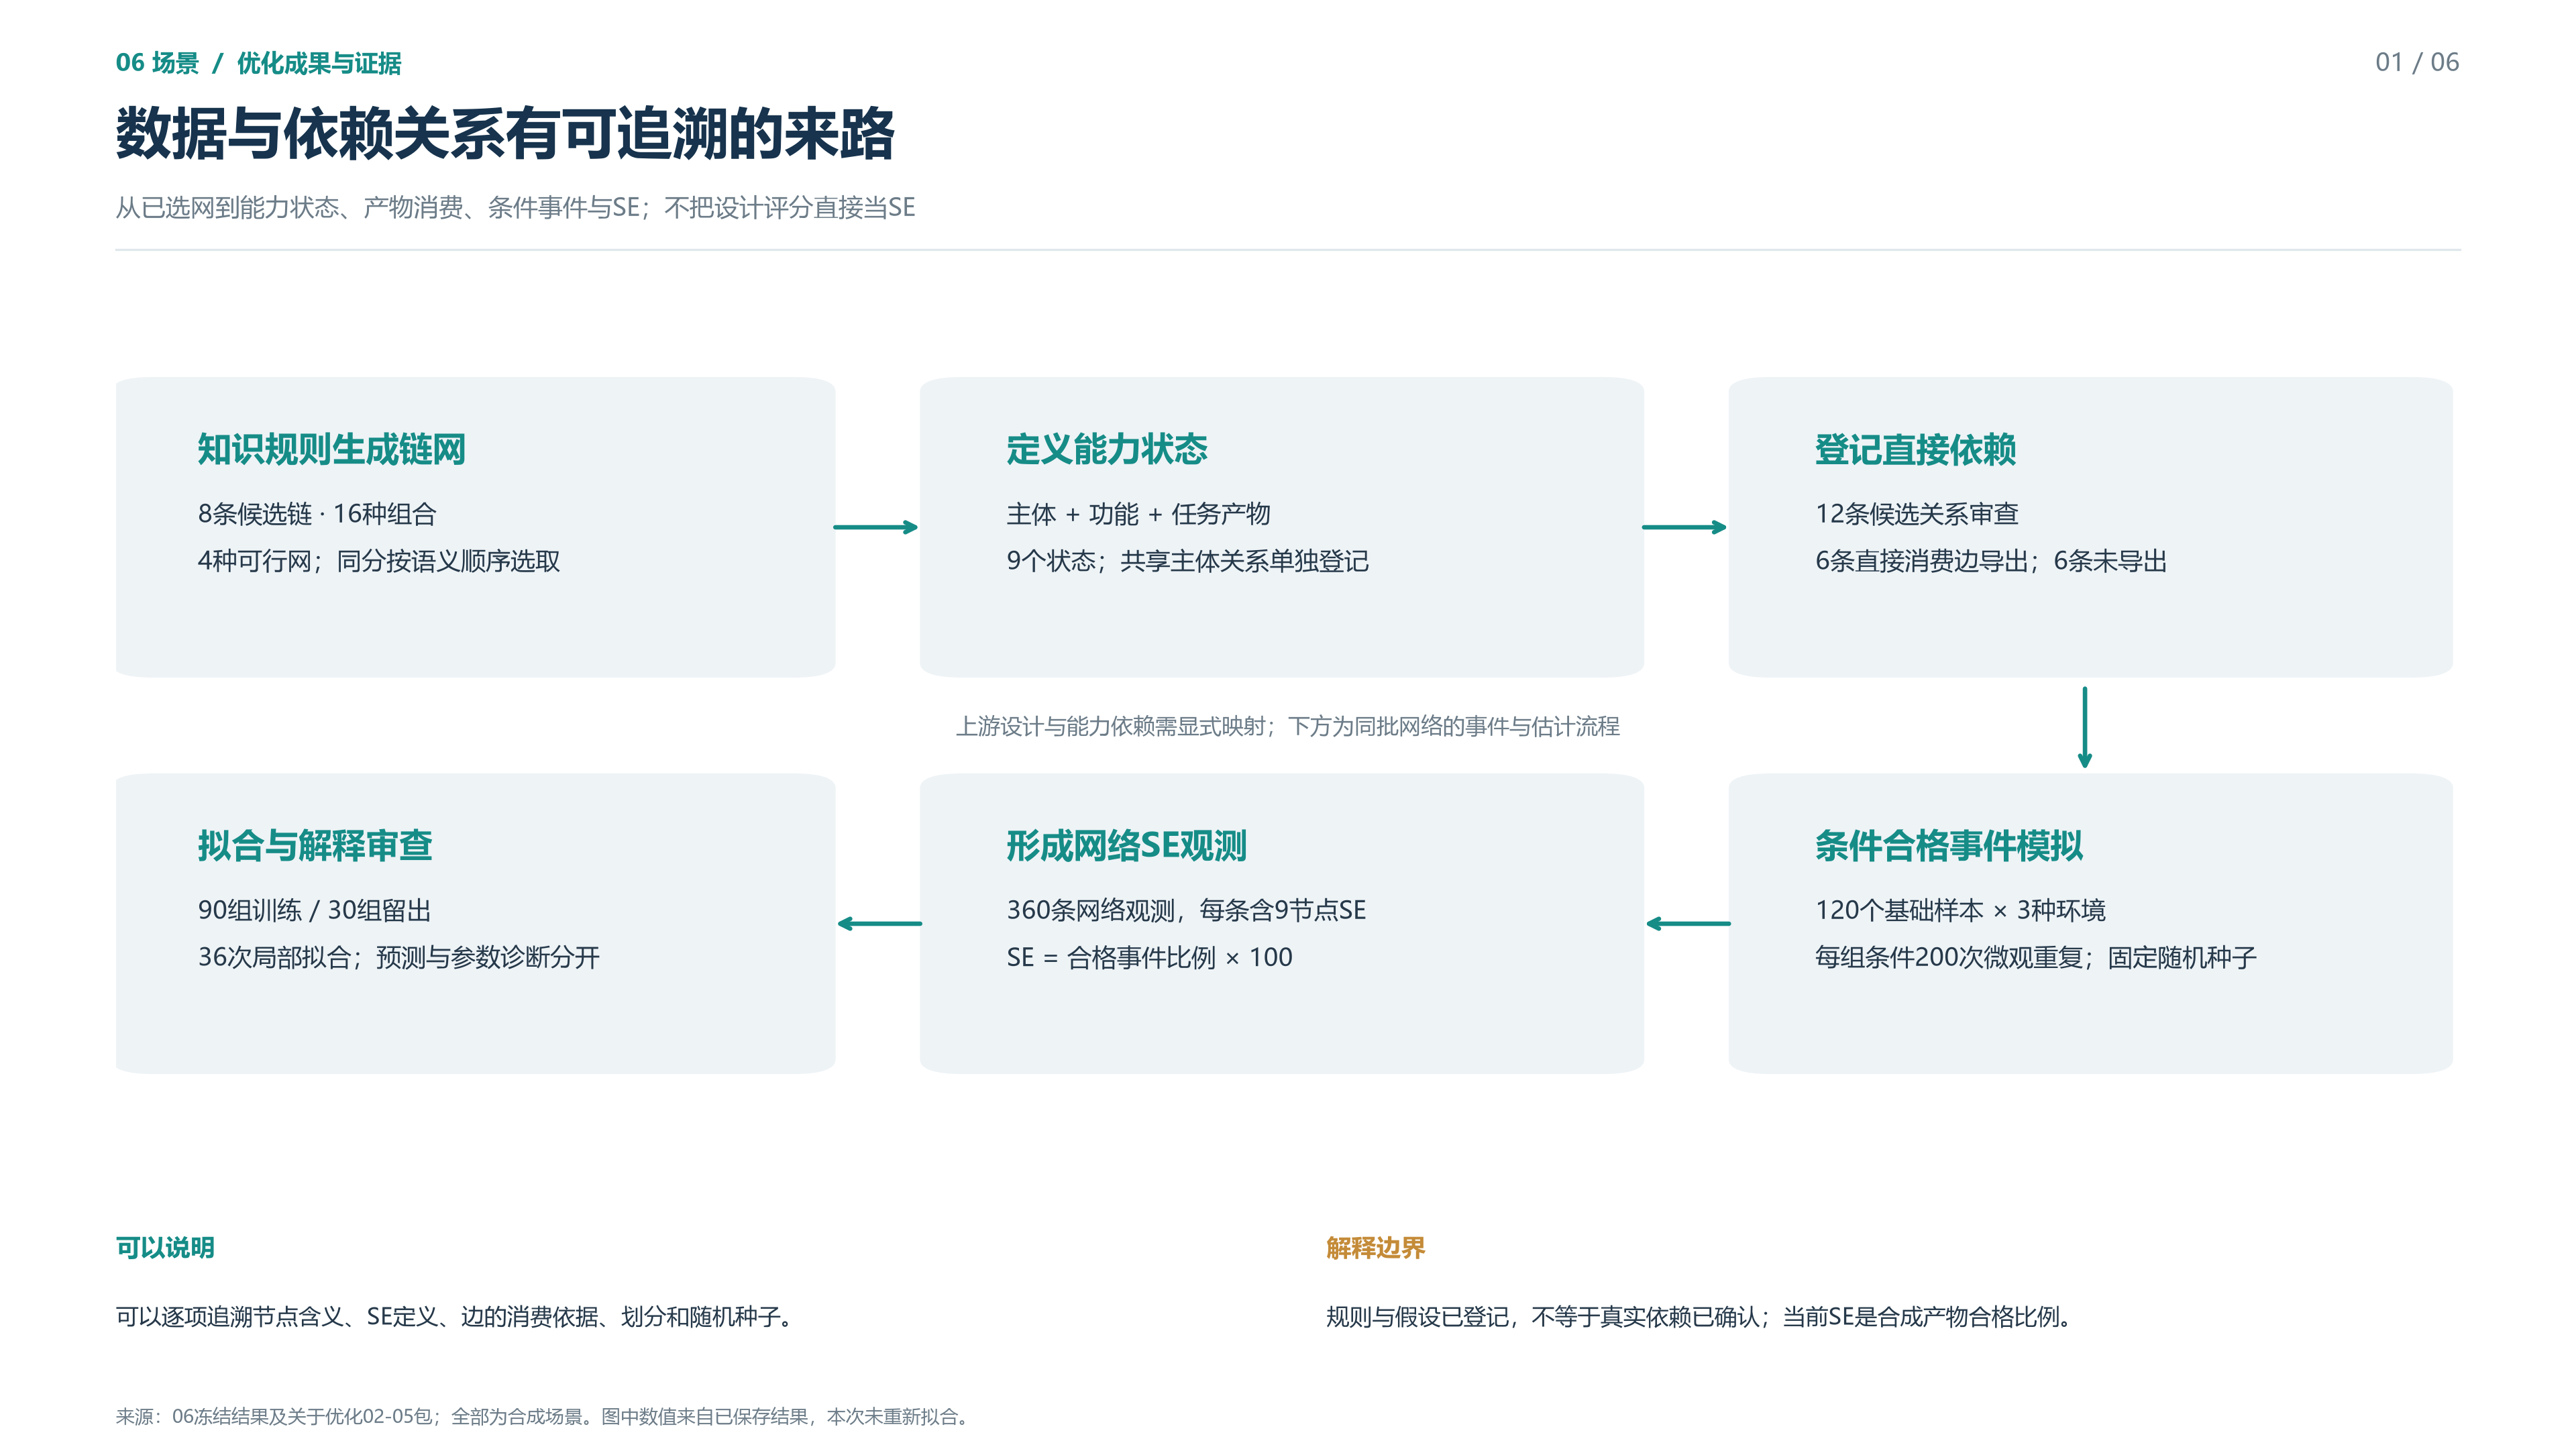 06 场景 / 优化成果与证据
01 / 06
数据与依赖关系有可追溯的来路
从已选网到能力状态、产物消费、条件事件与SE；不把设计评分直接当SE
知识规则生成链网
8条候选链 · 16种组合
4种可行网；同分按语义顺序选取
定义能力状态
主体 + 功能 + 任务产物
9个状态；共享主体关系单独登记
登记直接依赖
12条候选关系审查
6条直接消费边导出；6条未导出
上游设计与能力依赖需显式映射；下方为同批网络的事件与估计流程
拟合与解释审查
90组训练 / 30组留出
36次局部拟合；预测与参数诊断分开
形成网络SE观测
360条网络观测，每条含9节点SE
SE = 合格事件比例 × 100
条件合格事件模拟
120个基础样本 × 3种环境
每组条件200次微观重复；固定随机种子
可以说明
可以逐项追溯节点含义、SE定义、边的消费依据、划分和随机种子。
解释边界
规则与假设已登记，不等于真实依赖已确认；当前SE是合成产物合格比例。
来源：06冻结结果及关于优化02-05包；全部为合成场景。图中数值来自已保存结果，本次未重新拟合。